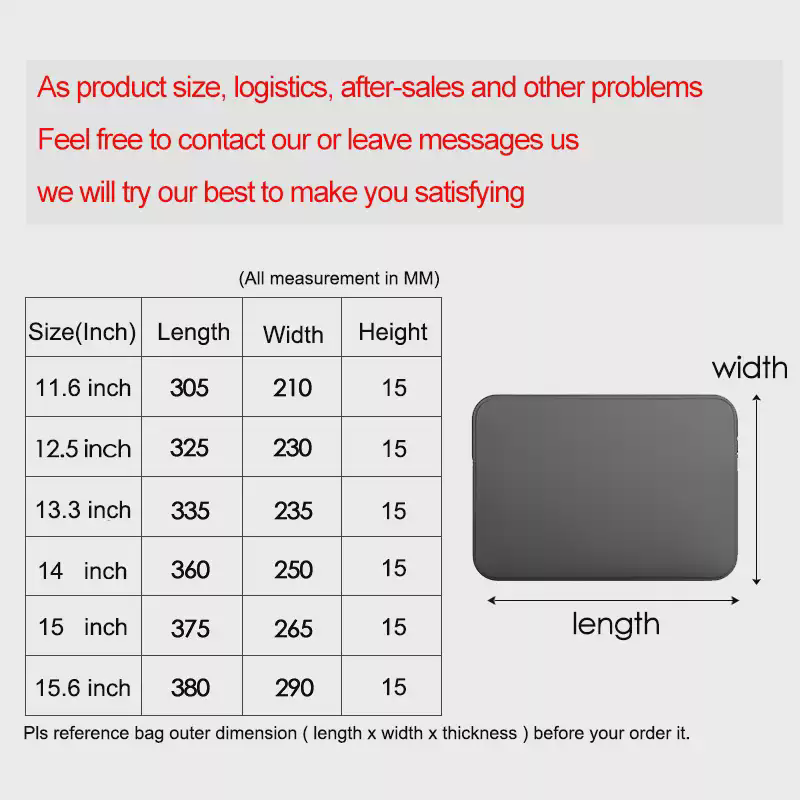 As product size, logistics, after-sales and other problems
Feel free to contact our or leave messages us
we will try our best to make you satisfying
(All measurement in MM)
Size(Inch) Length Width Height
11.6 inch 305 210 15
12.5 inch 325 230 15
13.3 inch 335 235 15
14 inch 360 250 15
15 inch 375 265 15
15.6 inch 380 290 15
width
length
Pls reference bag outer dimension ( length x width x thickness ) before your order it.